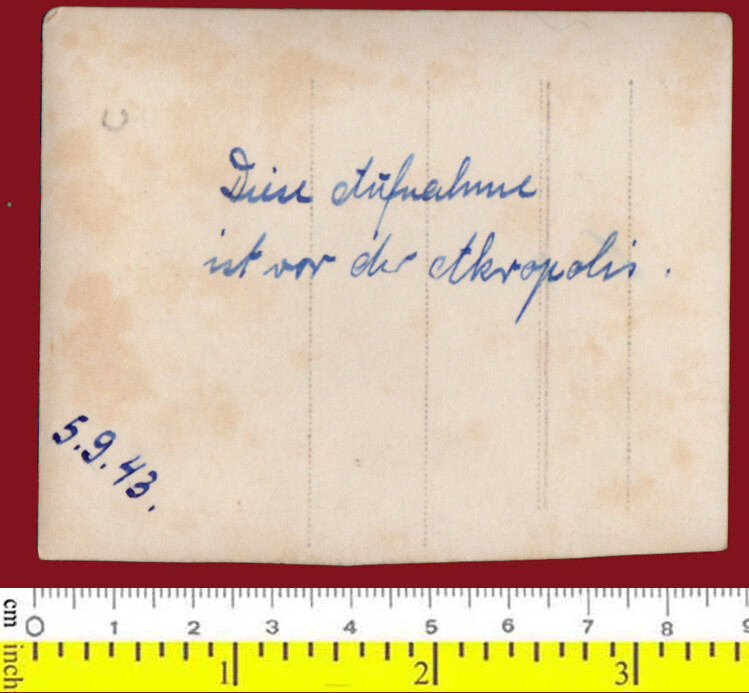 Diese Aufnahme
ist vor der Akropolis.
5.9.43.
cm 0 1 2 3 4 5 6 7 8 9
inch 1 2 3